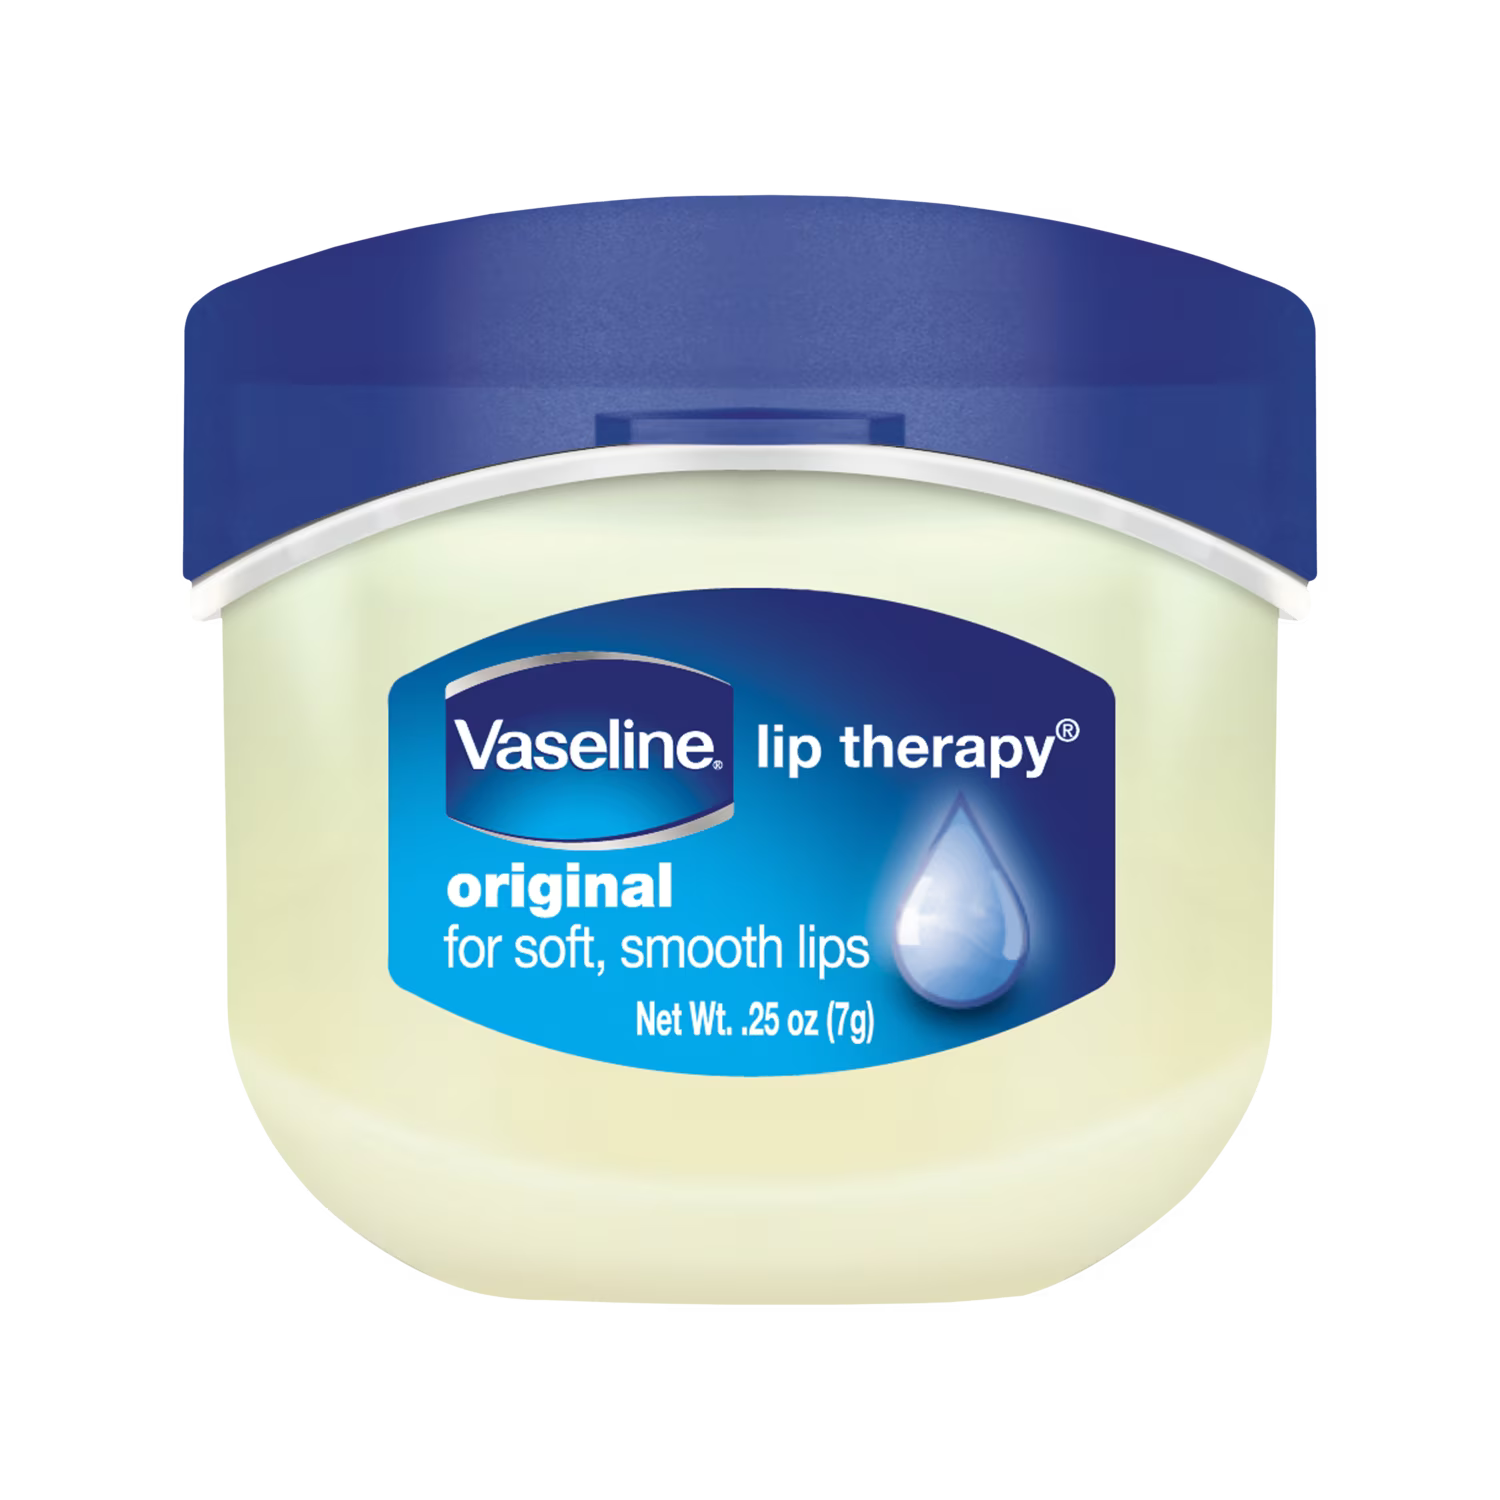 Vaseline® lip therapy®
original
for soft, smooth lips
Net Wt. .25 oz (7g)